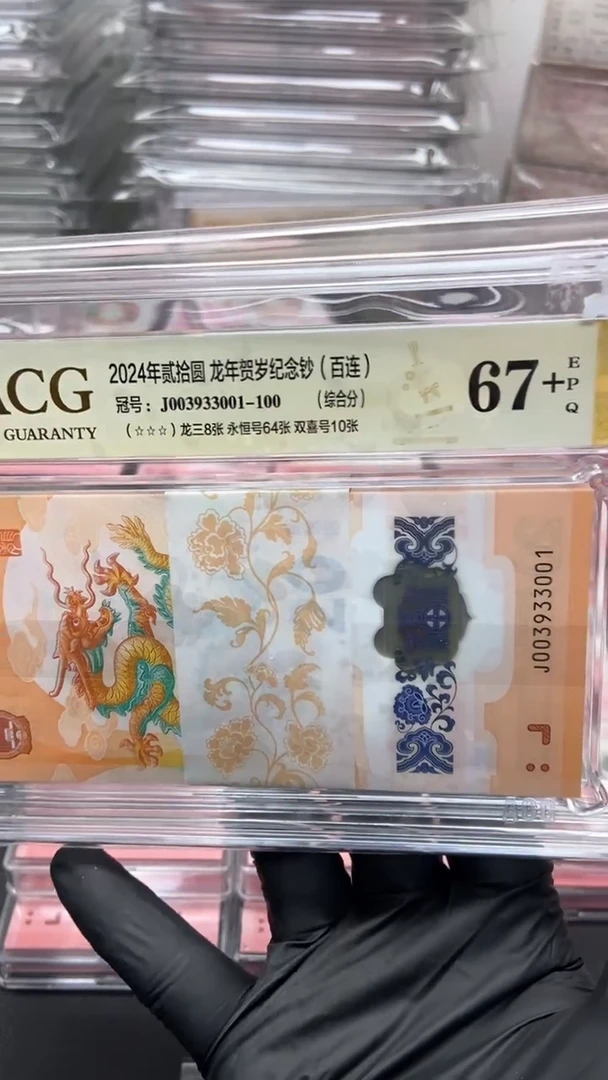 ACG
GUARANTY
2024年贰拾圆 龙年贺岁纪念钞（百连）
冠号：J003933001-100 （综合分）
（☆☆☆）龙三8张 永恒号64张 双喜号10张
67+
EPQ
J003933001